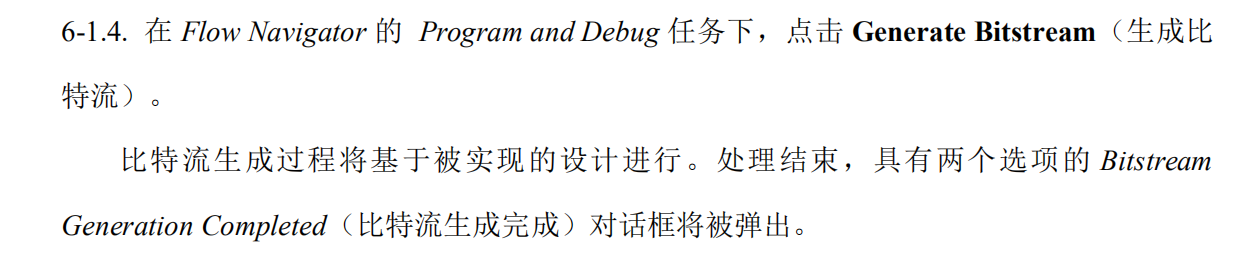 6-1.4. 在 Flow Navigator 的 Program and Debug 任务下，点击 Generate Bitstream（生成比
特流）。
比特流生成过程将基于被实现的设计进行。处理结束，具有两个选项的 Bitstream
Generation Completed（比特流生成完成）对话框将被弹出。